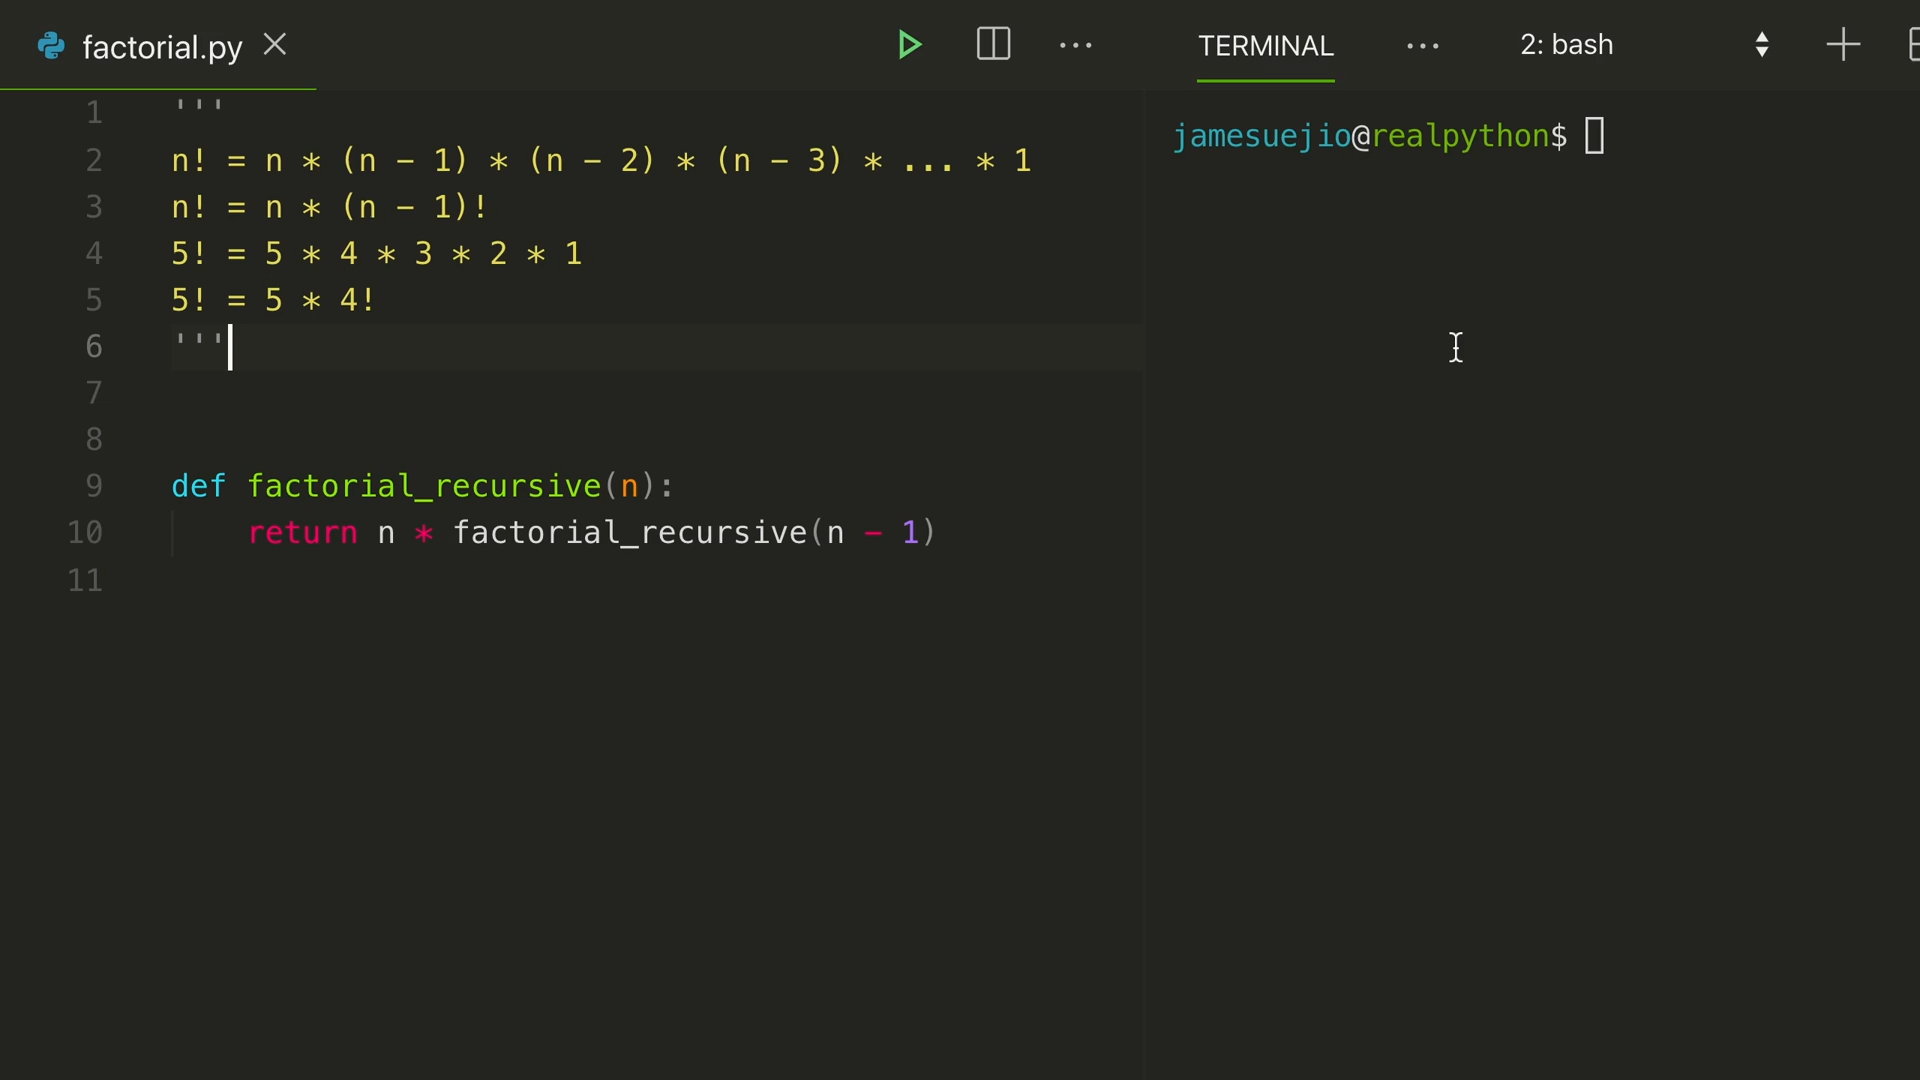 factorial.py
TERMINAL
2: bash
1 '''
2 n! = n * (n - 1) * (n - 2) * (n - 3) * ... * 1
3 n! = n * (n - 1)!
4 5! = 5 * 4 * 3 * 2 * 1
5 5! = 5 * 4!
6 '''
7
8
9 def factorial_recursive(n):
10 return n * factorial_recursive(n - 1)
11
jamesuejio@realpython$